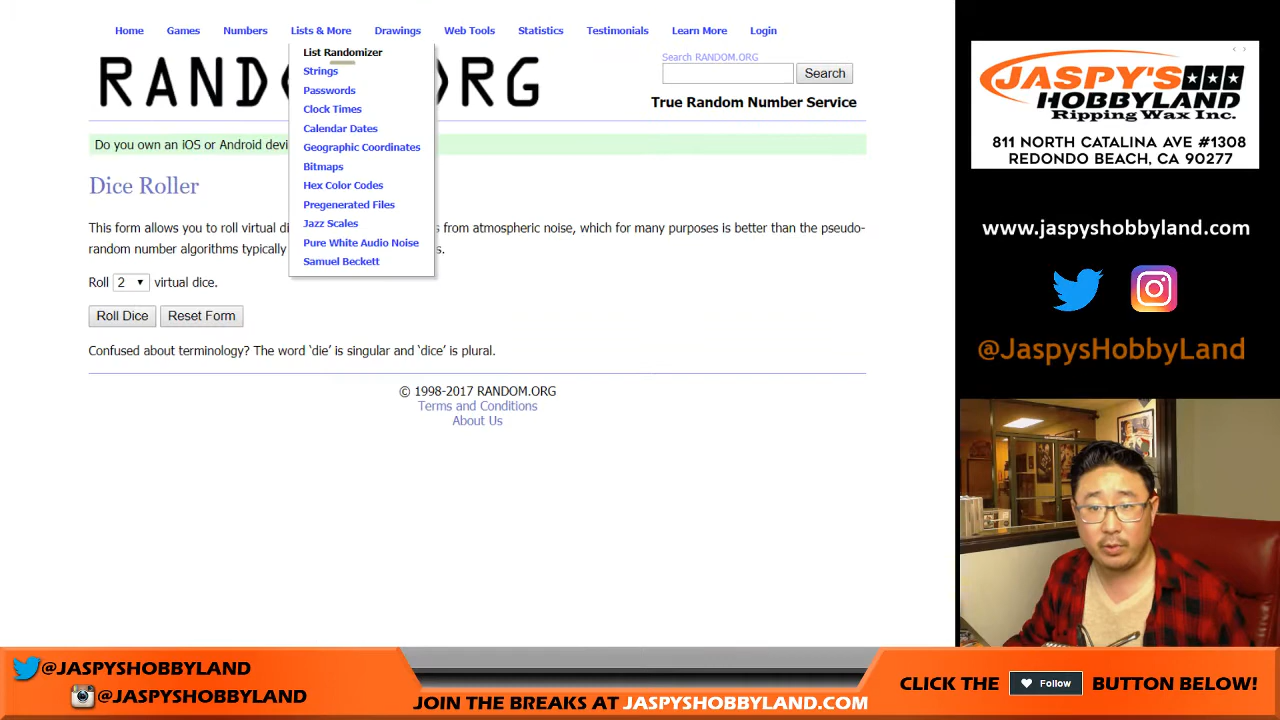 Home Games Numbers Lists & More Drawings Web Tools Statistics Testimonials Learn More Login
List Randomizer
Strings
Passwords
Clock Times
Calendar Dates
Geographic Coordinates
Bitmaps
Hex Color Codes
Pregenerated Files
Jazz Scales
Pure White Audio Noise
Samuel Beckett
Search RANDOM.ORG
Search
True Random Number Service
Do you own an iOS or Android devi
Dice Roller
This form allows you to roll virtual di from atmospheric noise, which for many purposes is better than the pseudo-
random number algorithms typically s.
Roll 2 virtual dice.
Roll Dice Reset Form
Confused about terminology? The word ‘die’ is singular and ‘dice’ is plural.
© 1998-2017 RANDOM.ORG
Terms and Conditions
About Us
JASPY'S
HOBBYLAND
Ripping Wax Inc.
811 NORTH CATALINA AVE #1308
REDONDO BEACH, CA 90277
www.jaspyshobbyland.com
@JaspysHobbyLand
@JASPYSHOBBYLAND
@JASPYSHOBBYLAND
JOIN THE BREAKS AT JASPYSHOBBYLAND.COM
CLICK THE Follow BUTTON BELOW!